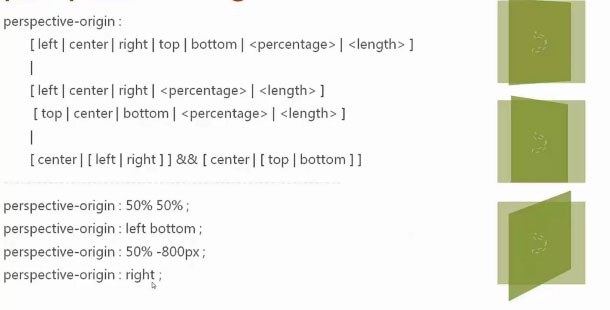 perspective-origin :
[ left | center | right | top | bottom | <percentage> | <length> ]
|
[ left | center | right | <percentage> | <length> ]
[ top | center | bottom | <percentage> | <length> ]
|
[ center | [ left | right ] ] && [ center | [ top | bottom ] ]
perspective-origin : 50% 50% ;
perspective-origin : left bottom ;
perspective-origin : 50% -800px ;
perspective-origin : right ;